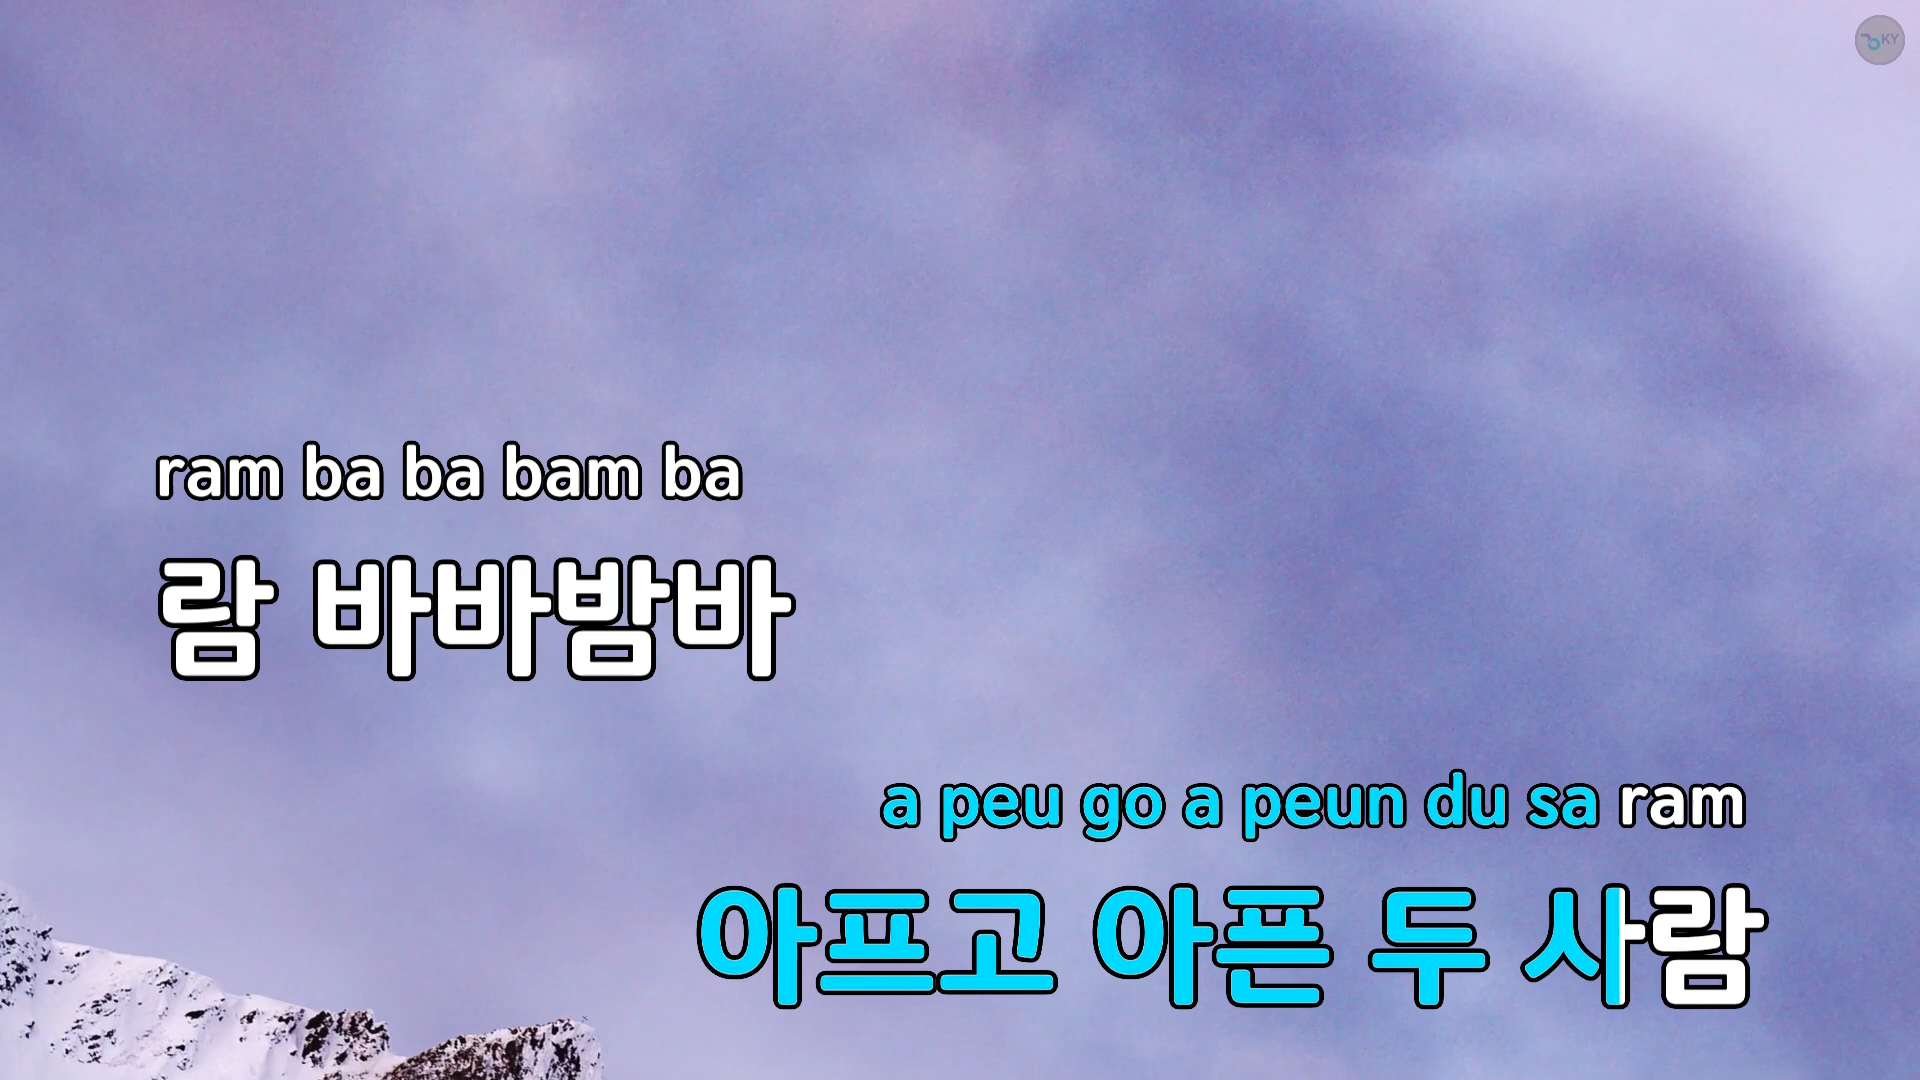 KY
ram ba ba bam ba
람 바바밤바
a peu go a peun du sa ram
아프고 아픈 두 사람